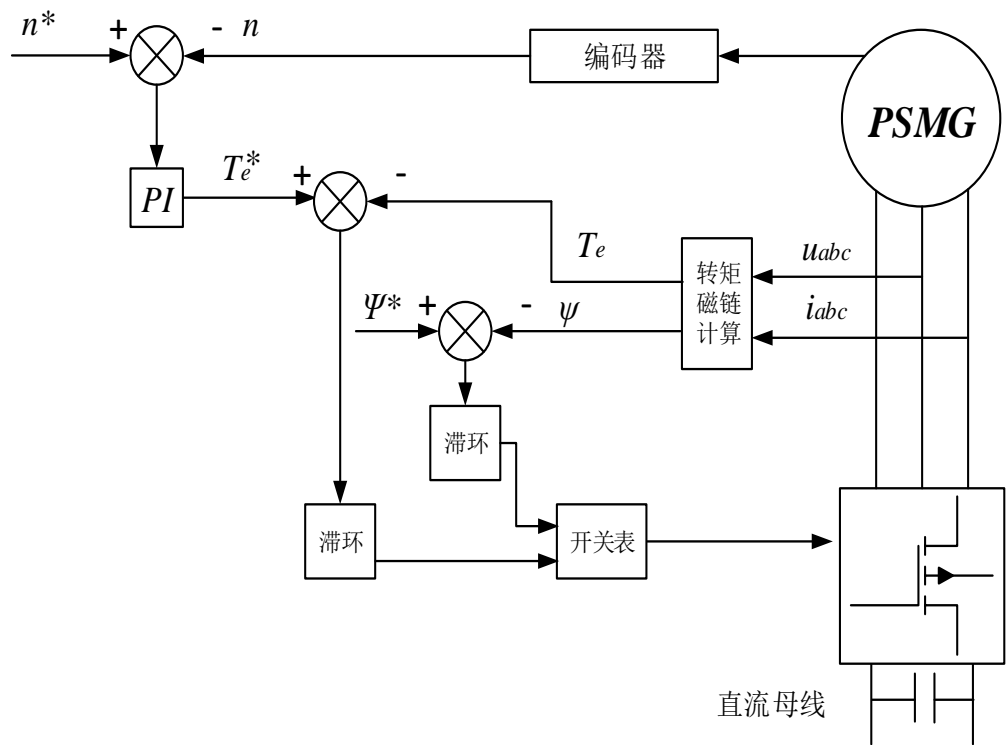 n*
+
- n
编码器
PSMG
PI
Te*
+
-
Te
转矩
磁链
计算
uabc
iabc
Ψ*
+
- ψ
滞环
滞环
开关表
直流母线